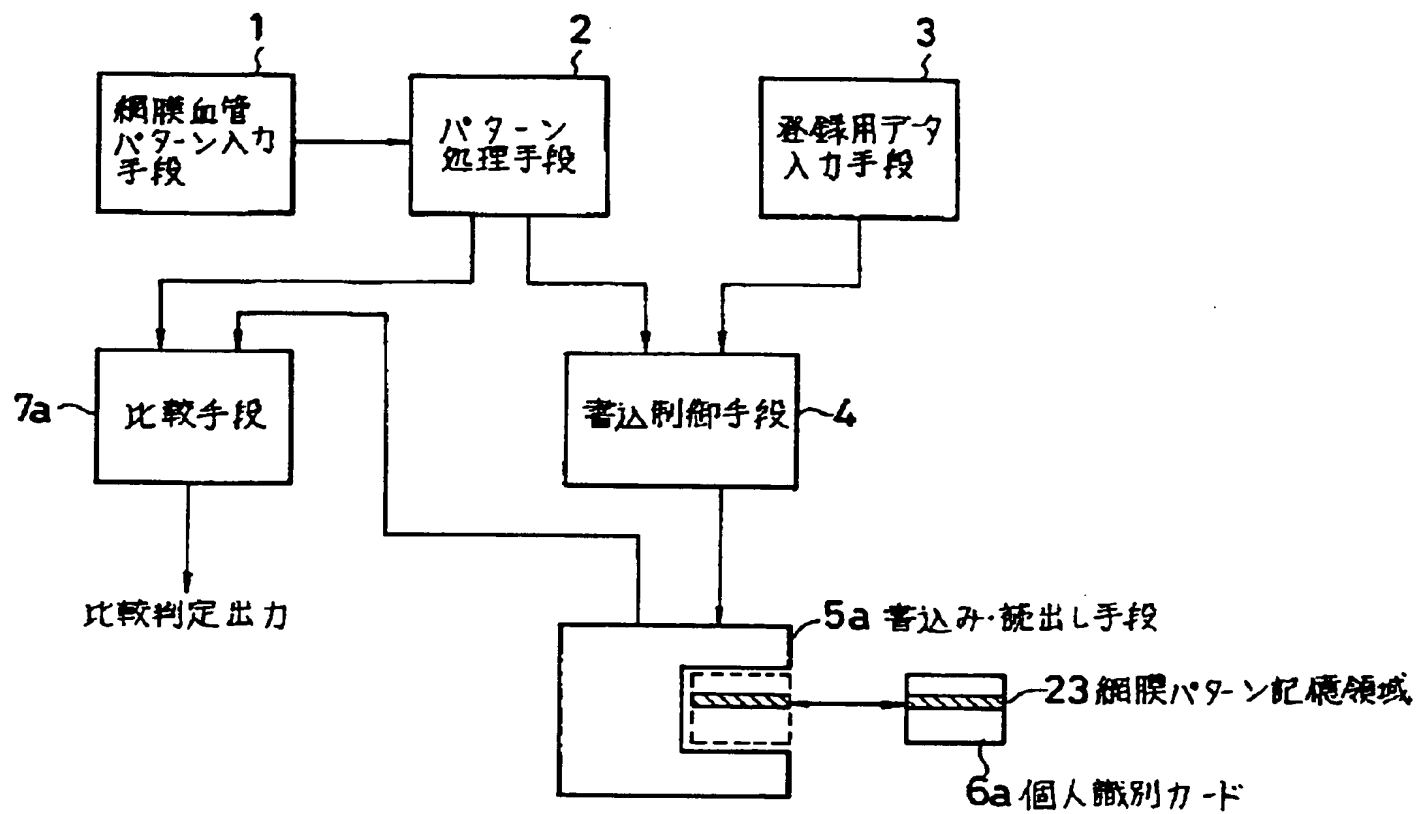 1
2
3
網膜血管
パターン入力
手段
パターン
処理手段
登録用データ
入力手段
7a
比較手段
書込制御手段
4
比較判定出力
5a 書込み・読出し手段
23 網膜パターン記憶領域
6a 個人識別カード